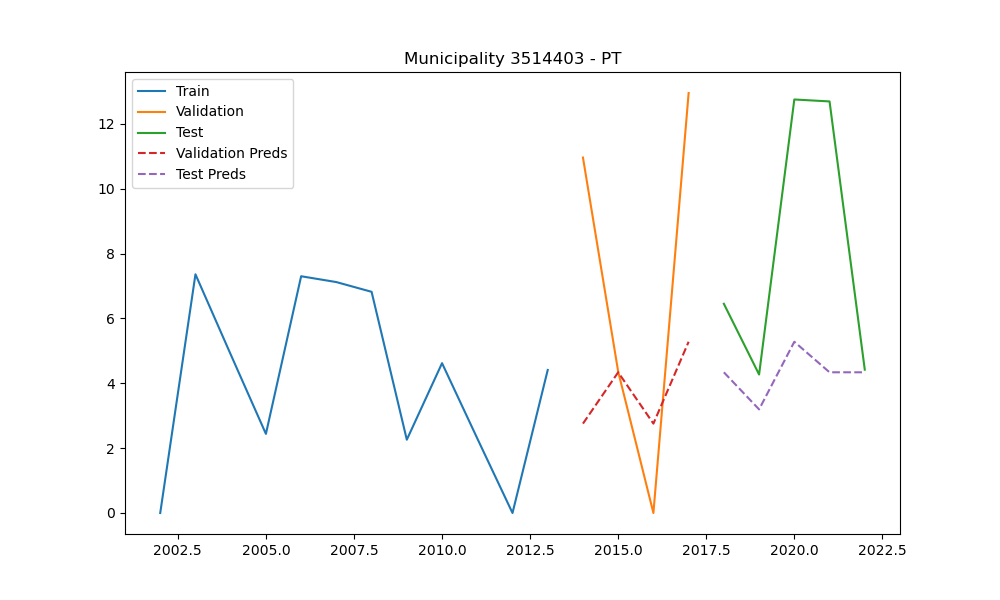 Municipality 3514403 - PT
Train
Validation
Test
Validation Preds
Test Preds
12
10
8
6
4
2
0
2002.5 2005.0 2007.5 2010.0 2012.5 2015.0 2017.5 2020.0 2022.5